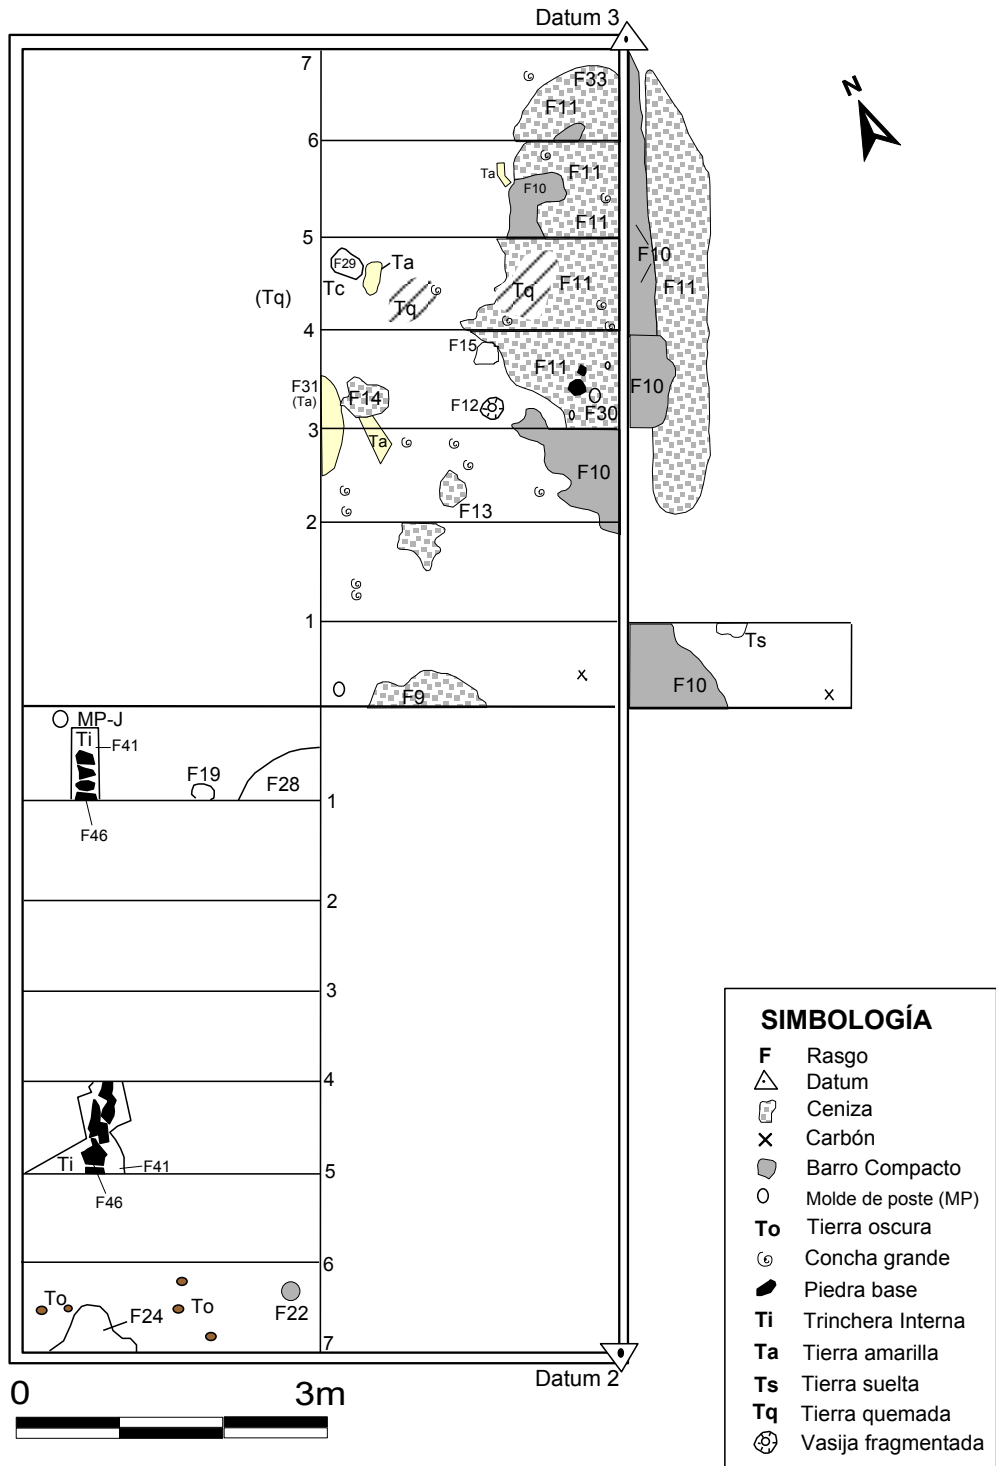 Datum 3
N
7
F33
F11
6
Ta
F11
F10
F11
5
F29
Ta
Tc
(Tq)
Tq
Tq
F11
F10
F11
4
F15
F11
F10
F31
(Ta)
F14
F12
F30
3
Ta
F10
F13
2
1
Ts
F9
F10
MP-J
Ti
F41
F19
F28
1
F46
2
3
4
Ti
F41
5
F46
6
To
To
F24
F22
7
Datum 2
0 3m
SIMBOLOGÍA
F Rasgo
Datum
Ceniza
Carbón
Barro Compacto
Molde de poste (MP)
To Tierra oscura
Concha grande
Piedra base
Ti Trinchera Interna
Ta Tierra amarilla
Ts Tierra suelta
Tq Tierra quemada
Vasija fragmentada